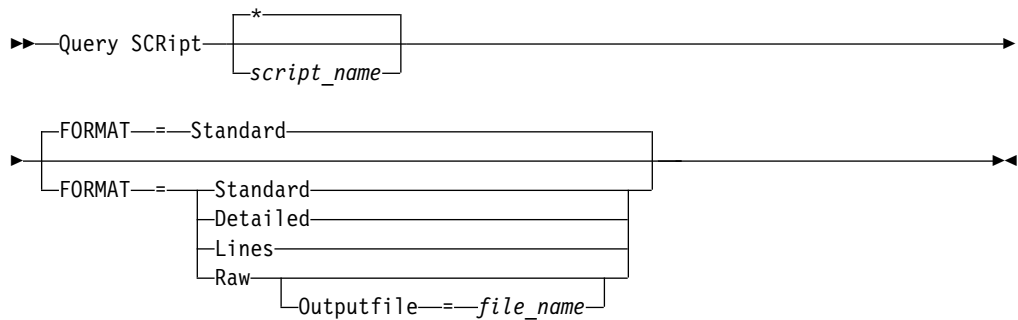 *
Query SCRipt
script_name
FORMAT = Standard
FORMAT = Standard
Detailed
Lines
Raw
Outputfile = file_name